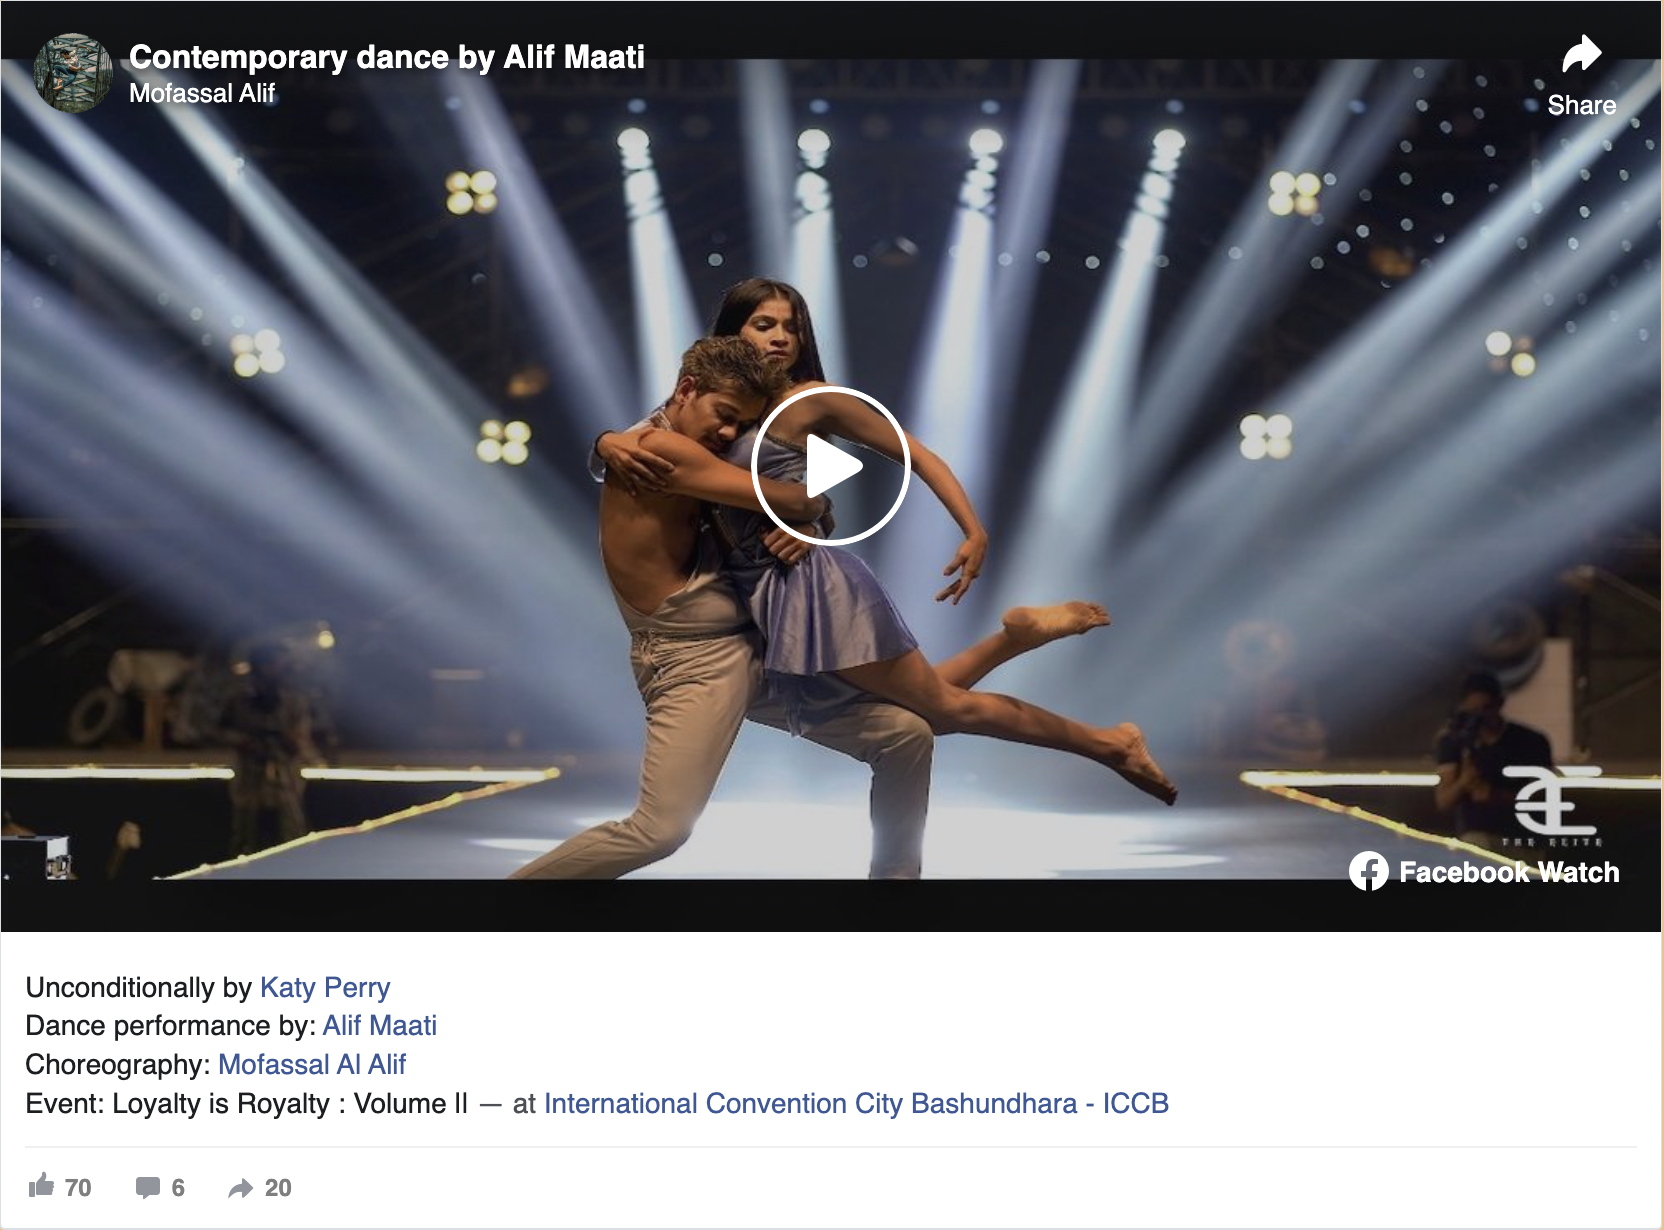 Contemporary dance by Alif Maati
Mofassal Alif
Share
THE ELITE
Facebook Watch
Unconditionally by Katy Perry
Dance performance by: Alif Maati
Choreography: Mofassal Al Alif
Event: Loyalty is Royalty : Volume II — at International Convention City Bashundhara - ICCB
70 6 20